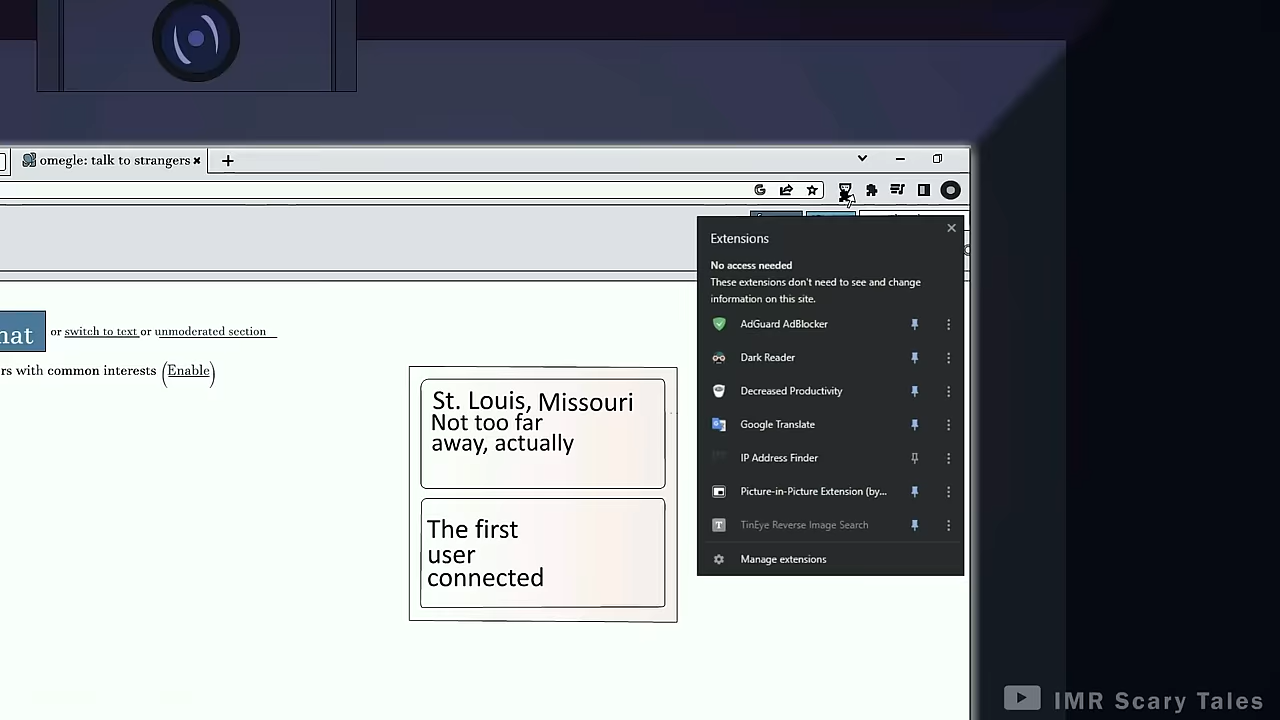 omegle: talk to strangers
Extensions
No access needed
These extensions don't need to see and change
information on this site.
AdGuard AdBlocker
Dark Reader
Decreased Productivity
Google Translate
IP Address Finder
Picture-in-Picture Extension (by...
TinEye Reverse Image Search
Manage extensions
or switch to text or unmoderated section
rs with common interests (Enable)
St. Louis, Missouri
Not too far
away, actually
The first
user
connected
IMR Scary Tales